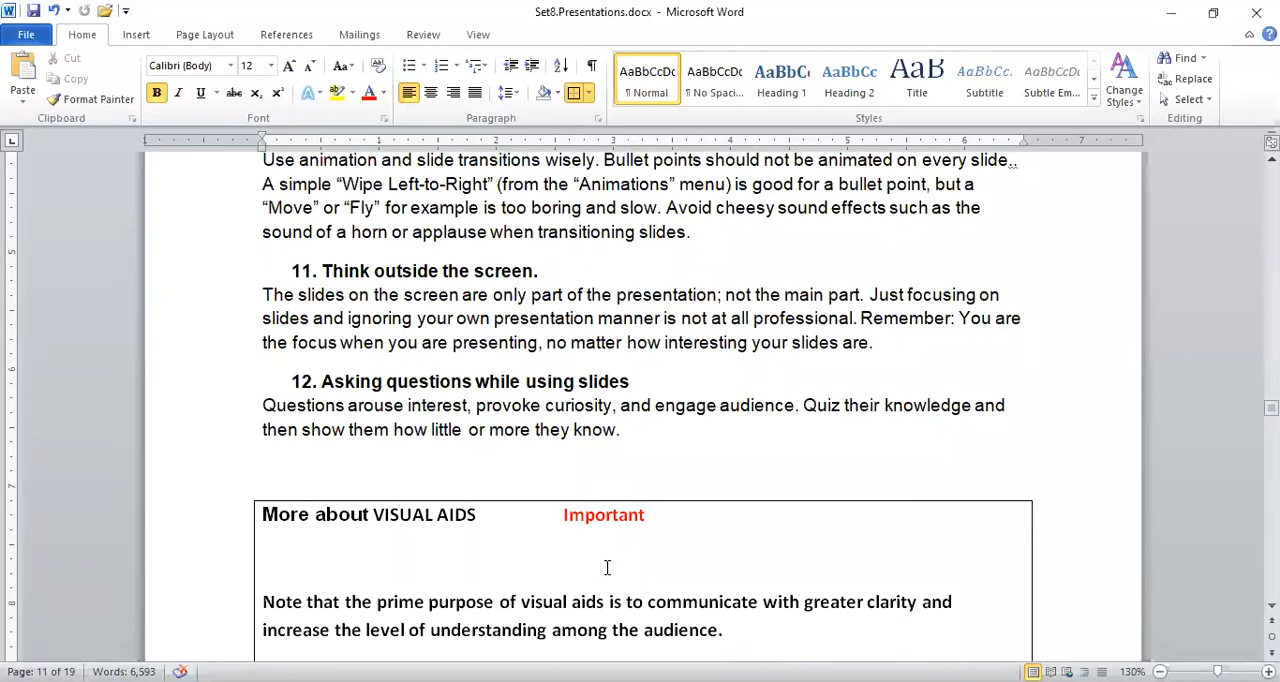 Set8.Presentations.docx - Microsoft Word
File Home Insert Page Layout References Mailings Review View
Paste
Cut
Copy
Format Painter
Clipboard
Calibri (Body) 12
Font
Paragraph
AaBbCcDc ¶ Normal
AaBbCcDc ¶ No Spaci...
AaBbC Heading 1
AaBbCc Heading 2
AaB Title
AaBbCc. Subtitle
AaBbCcDc Subtle Em...
Change Styles
Styles
Find
Replace
Select
Editing
1 1 2 3 4 5 6 7
Use animation and slide transitions wisely. Bullet points should not be animated on every slide..
A simple “Wipe Left-to-Right” (from the “Animations” menu) is good for a bullet point, but a
“Move” or “Fly” for example is too boring and slow. Avoid cheesy sound effects such as the
sound of a horn or applause when transitioning slides.
11. Think outside the screen.
The slides on the screen are only part of the presentation; not the main part. Just focusing on
slides and ignoring your own presentation manner is not at all professional. Remember: You are
the focus when you are presenting, no matter how interesting your slides are.
12. Asking questions while using slides
Questions arouse interest, provoke curiosity, and engage audience. Quiz their knowledge and
then show them how little or more they know.
More about VISUAL AIDS Important
Note that the prime purpose of visual aids is to communicate with greater clarity and
increase the level of understanding among the audience.
Page: 11 of 19 Words: 6,593 130%